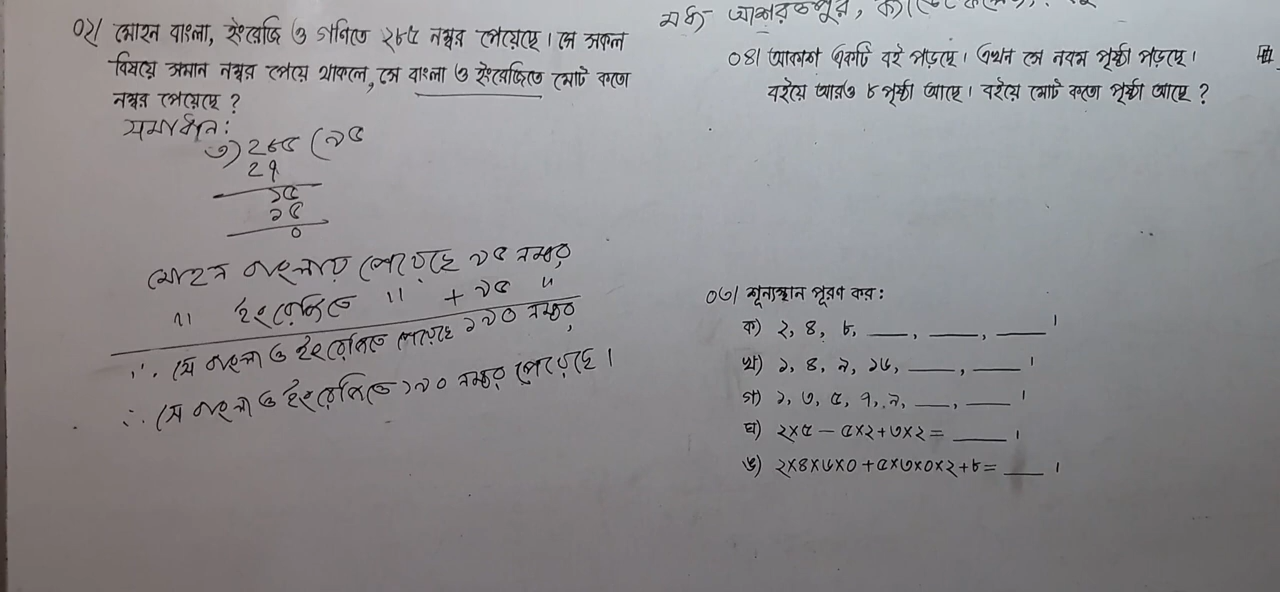 ০২। মোহন বাংলা, ইংরেজি ও গনিতে ২৮৫ নম্বর পেয়েছে। সে সকল
বিষয়ে সমান নম্বর পেয়ে থাকলে, সে বাংলা ও ইংরেজিতে মোট কতো
নম্বর পেয়েছে ?
সমাধান:
৩) ২৮৫ (৯৫
২৭
১৫
১৫
০
মোহন বাংলায় পেয়েছে ৯৫ নম্বর
" ইংরেজিতে " + ৯৫ "
∴ সে বাংলা ও ইংরেজিতে পেয়েছে ১৯০ নম্বর
∴ সে বাংলা ও ইংরেজিতে ১৯০ নম্বর পেয়েছে।
০৪। আকাশ একটি বই পড়ছে। এখন সে নবম পৃষ্ঠা পড়ছে।
বইয়ে আরও ৮ পৃষ্ঠা আছে। বইয়ে মোট কতো পৃষ্ঠা আছে ?
০৩। শূন্যস্থান পূরণ কর:
ক) ২, ৪, ৮, ___, ___, ___।
খ) ১, ৪, ৯, ১৬, ___, ___।
গ) ১, ৩, ৫, ৭, ৯, ___, ___।
ঘ) ২×৫ − ৫×২+৩×২ = ___।
ঙ) ২×৪×৬×০+৫×৩×০×২+৮= ___।